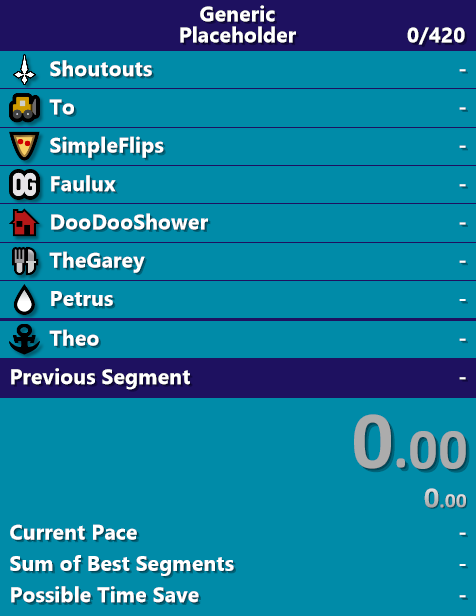 Generic
Placeholder 0/420
Shoutouts -
To -
SimpleFlips -
OG Faulux -
DooDooShower -
TheGarey -
Petrus -
Theo -
Previous Segment -
0.00
0.00
Current Pace -
Sum of Best Segments -
Possible Time Save -